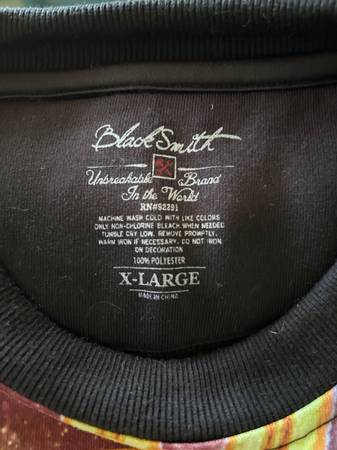 BlackSmith
Unbreakable Brand
In the World
RN#92291
MACHINE WASH COLD WITH LIKE COLORS
ONLY NON-CHLORINE BLEACH WHEN NEEDED
TUMBLE DRY LOW. REMOVE PROMPTLY.
WARM IRON IF NECESSARY. DO NOT IRON
ON DECORATION
100% POLYESTER
X-LARGE
MADE IN CHINA